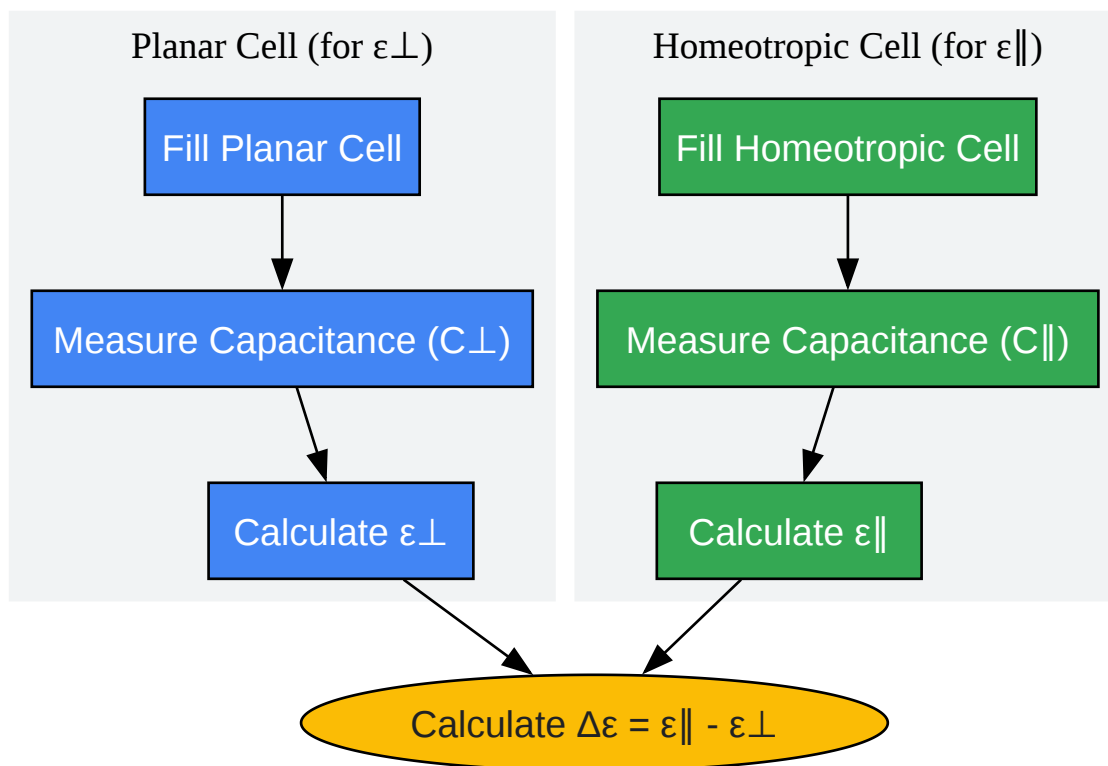 Planar Cell (for ε⊥)
Fill Planar Cell
Measure Capacitance (C⊥)
Calculate ε⊥
Homeotropic Cell (for ε∥)
Fill Homeotropic Cell
Measure Capacitance (C∥)
Calculate ε∥
Calculate Δε = ε∥ - ε⊥